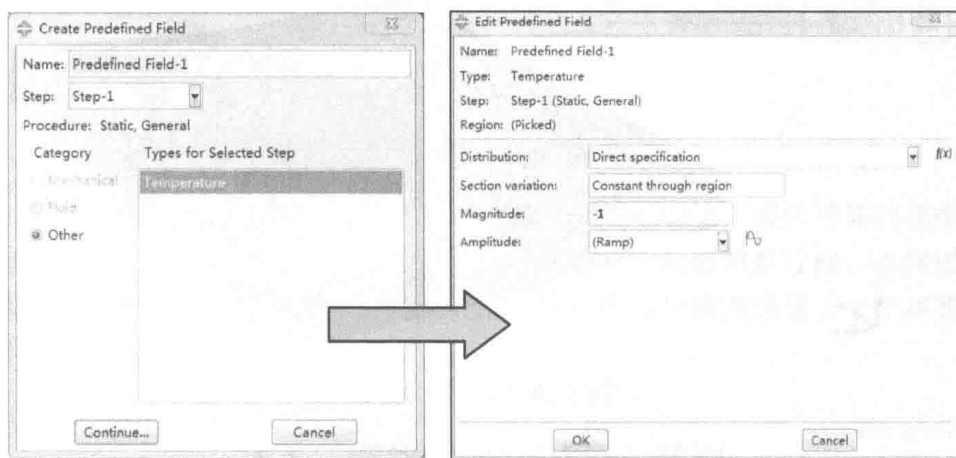 Create Predefined Field
Name: Predefined Field-1
Step: Step-1
Procedure: Static, General
Category
Types for Selected Step
Mechanical
Temperature
Fluid
Other
Continue...
Cancel
Edit Predefined Field
Name: Predefined Field-1
Type: Temperature
Step: Step-1 (Static, General)
Region: (Picked)
Distribution: Direct specification f(x)
Section variation: Constant through region
Magnitude: -1
Amplitude: (Ramp)
OK
Cancel